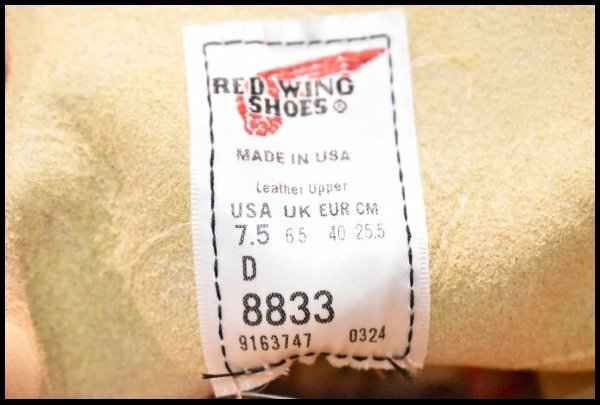 RED WING
SHOES®
MADE IN USA
Leather Upper
USA UK EUR CM
7.5 6.5 40 25.5
D
8833
9163747 0324